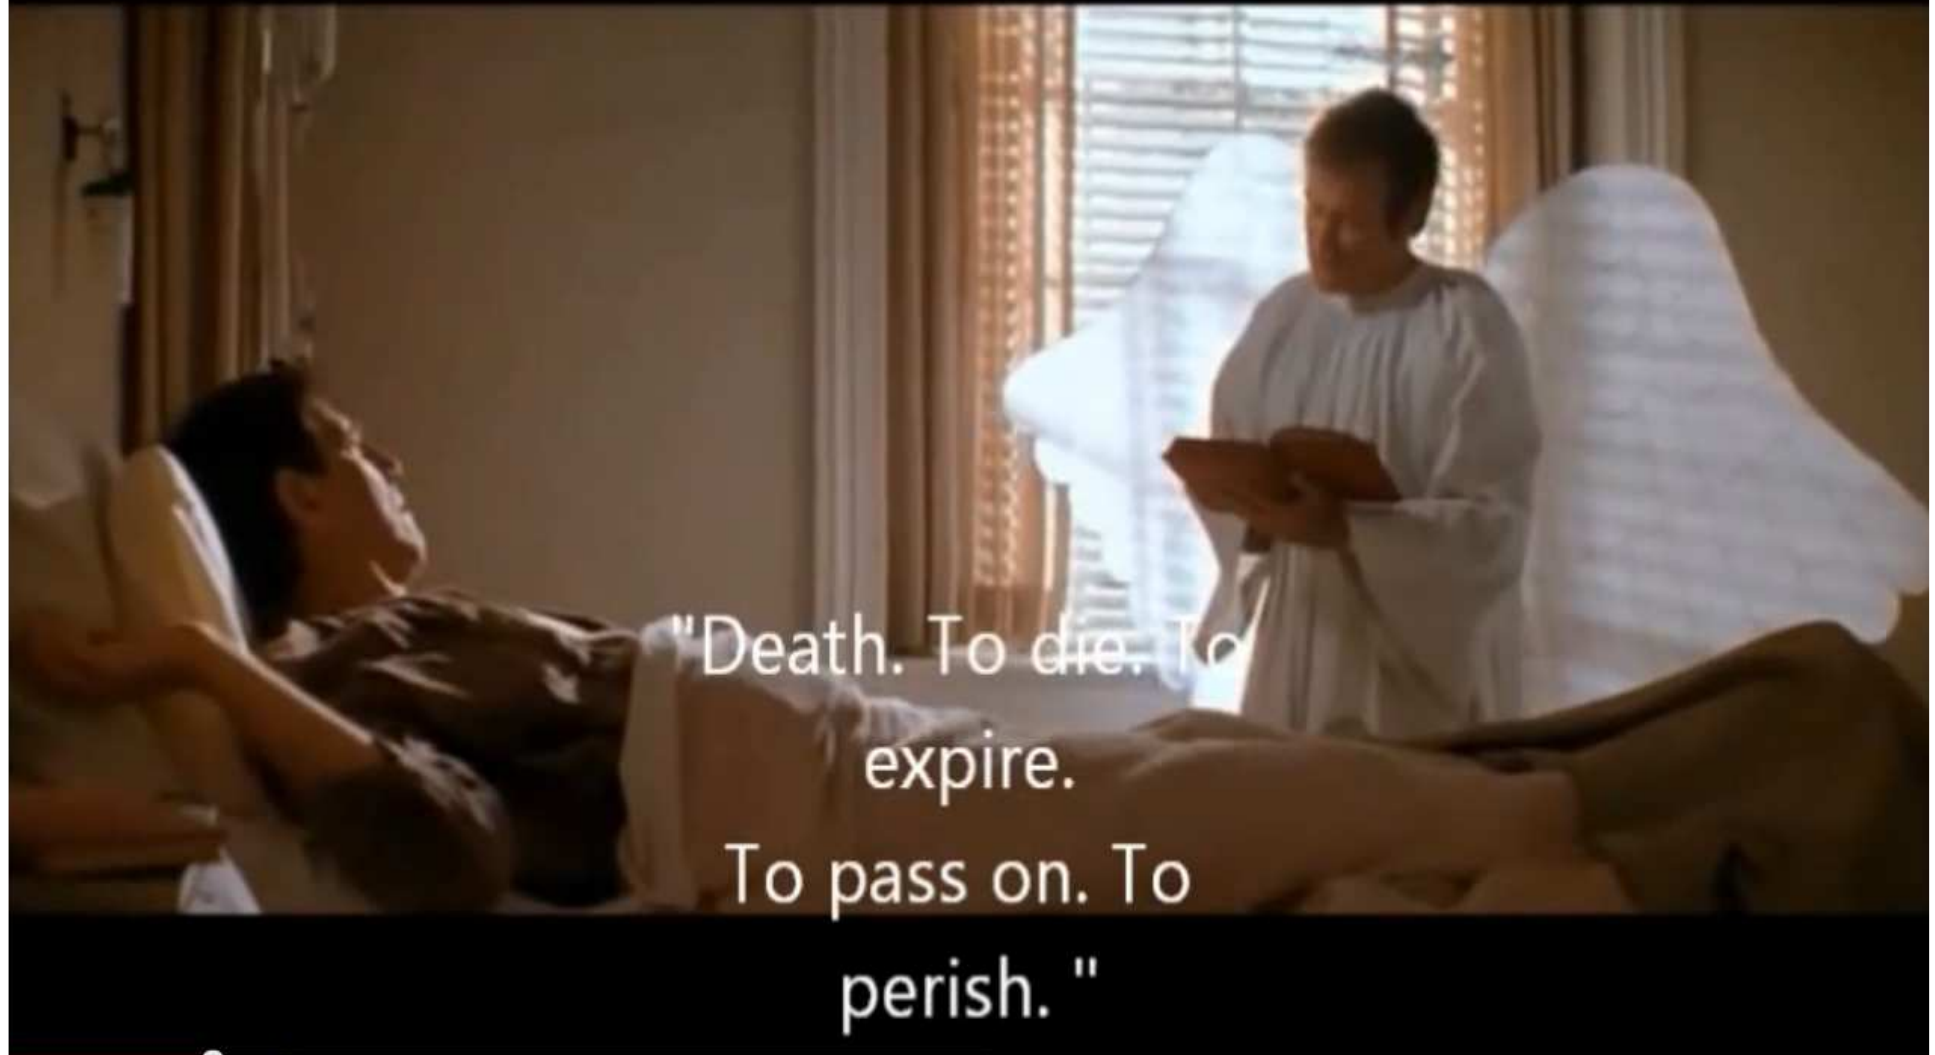 "Death. To die. To
expire.
To pass on. To
perish. "